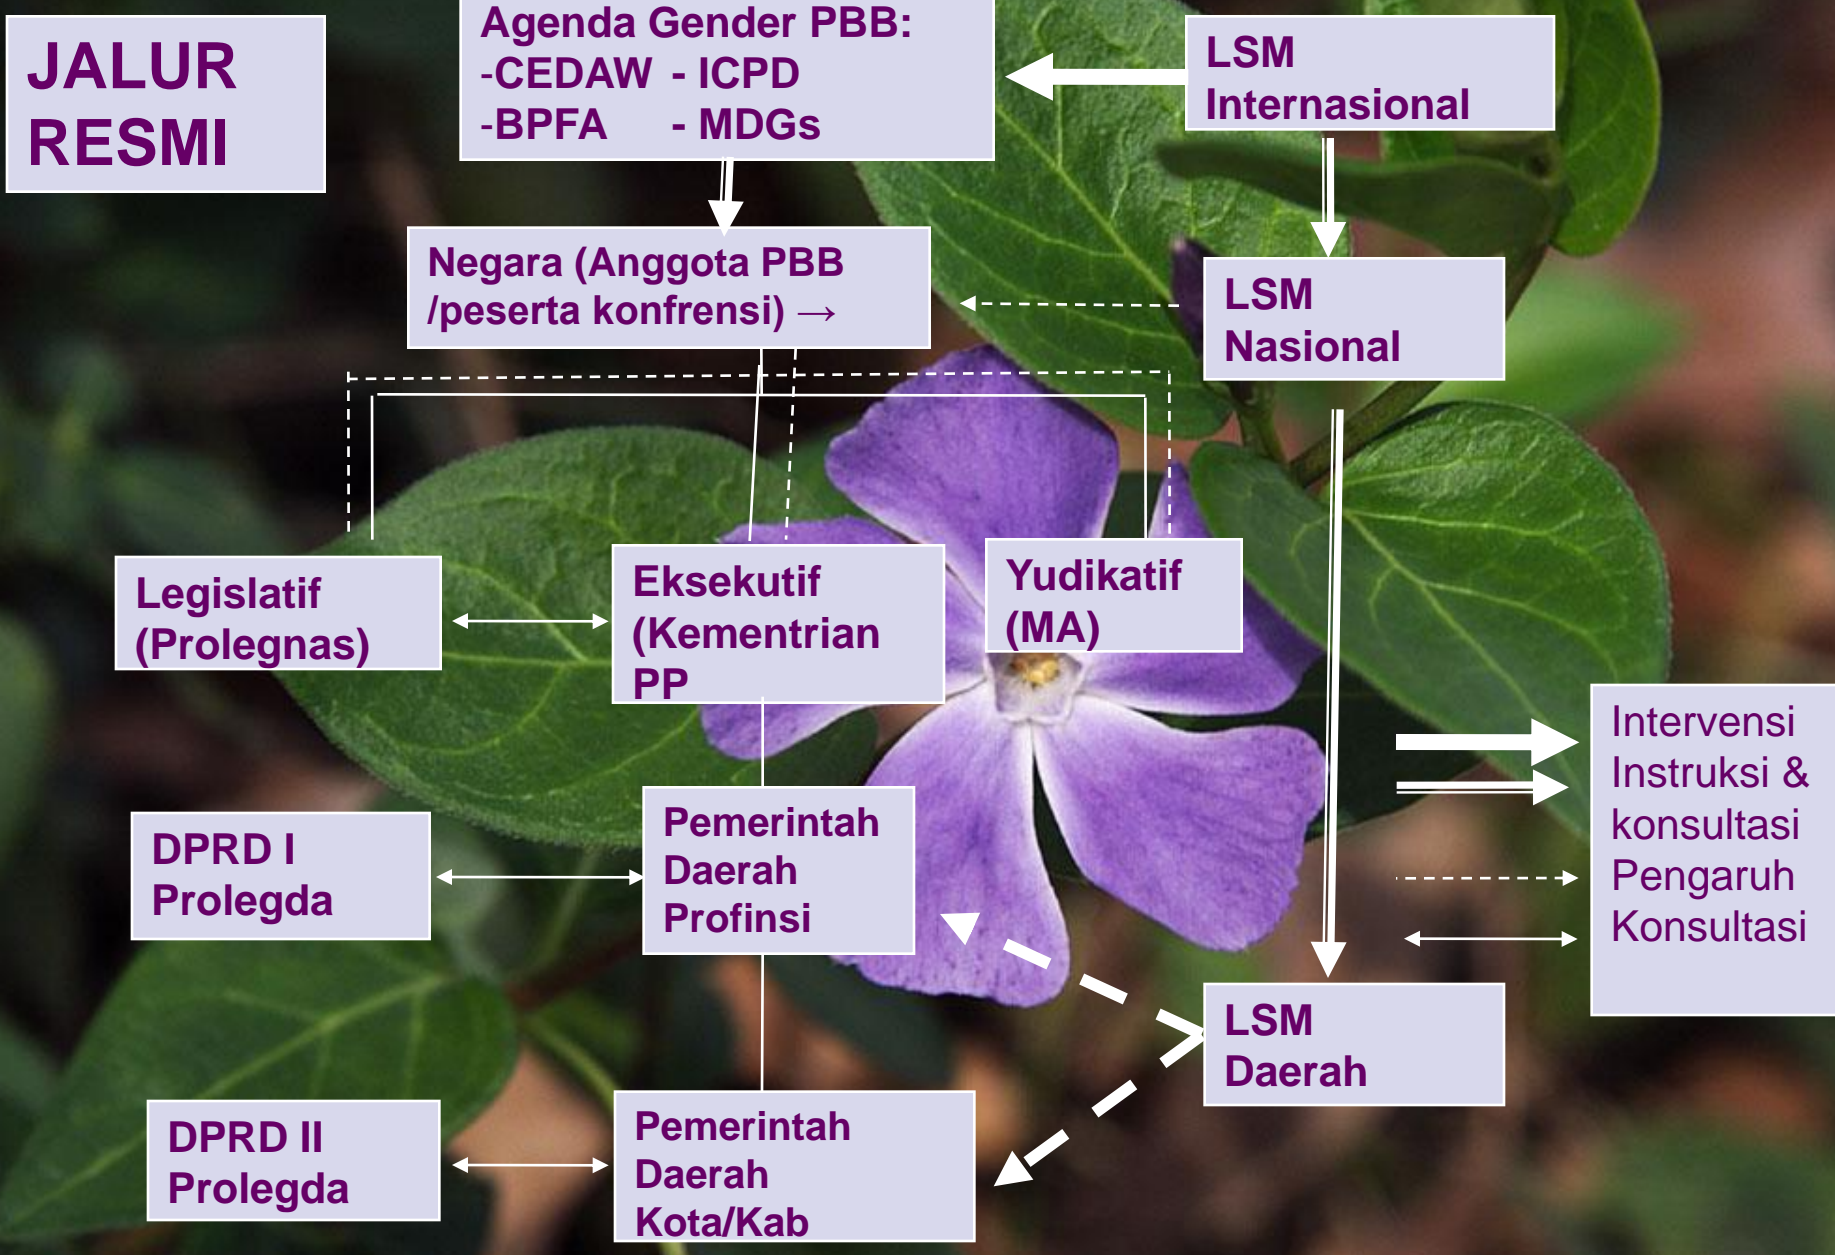 JALUR
RESMI
Agenda Gender PBB:
-CEDAW - ICPD
-BPFA - MDGs
LSM
Internasional
Negara (Anggota PBB
/peserta konfrensi) →
LSM
Nasional
Legislatif
(Prolegnas)
Eksekutif
(Kementrian
PP
Yudikatif
(MA)
Intervensi
Instruksi &
konsultasi
Pengaruh
Konsultasi
DPRD I
Prolegda
Pemerintah
Daerah
Profinsi
LSM
Daerah
DPRD II
Prolegda
Pemerintah
Daerah
Kota/Kab